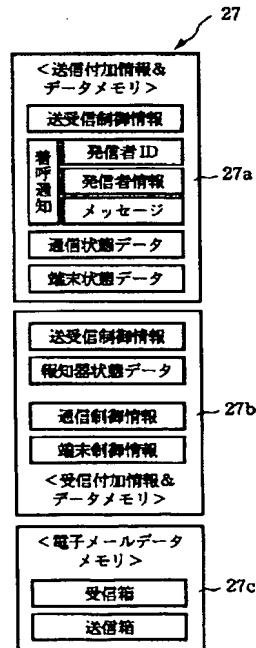 27
<送信付加情報&
データメモリ>
送受信制御情報
着呼通知
発信者ID
発信者情報
メッセージ
27a
通信状態データ
端末状態データ
送受信制御情報
報知器状態データ
通信制御情報
27b
端末制御情報
<受信付加情報&
データメモリ>
<電子メールデータ
メモリ>
受信箱
27c
送信箱